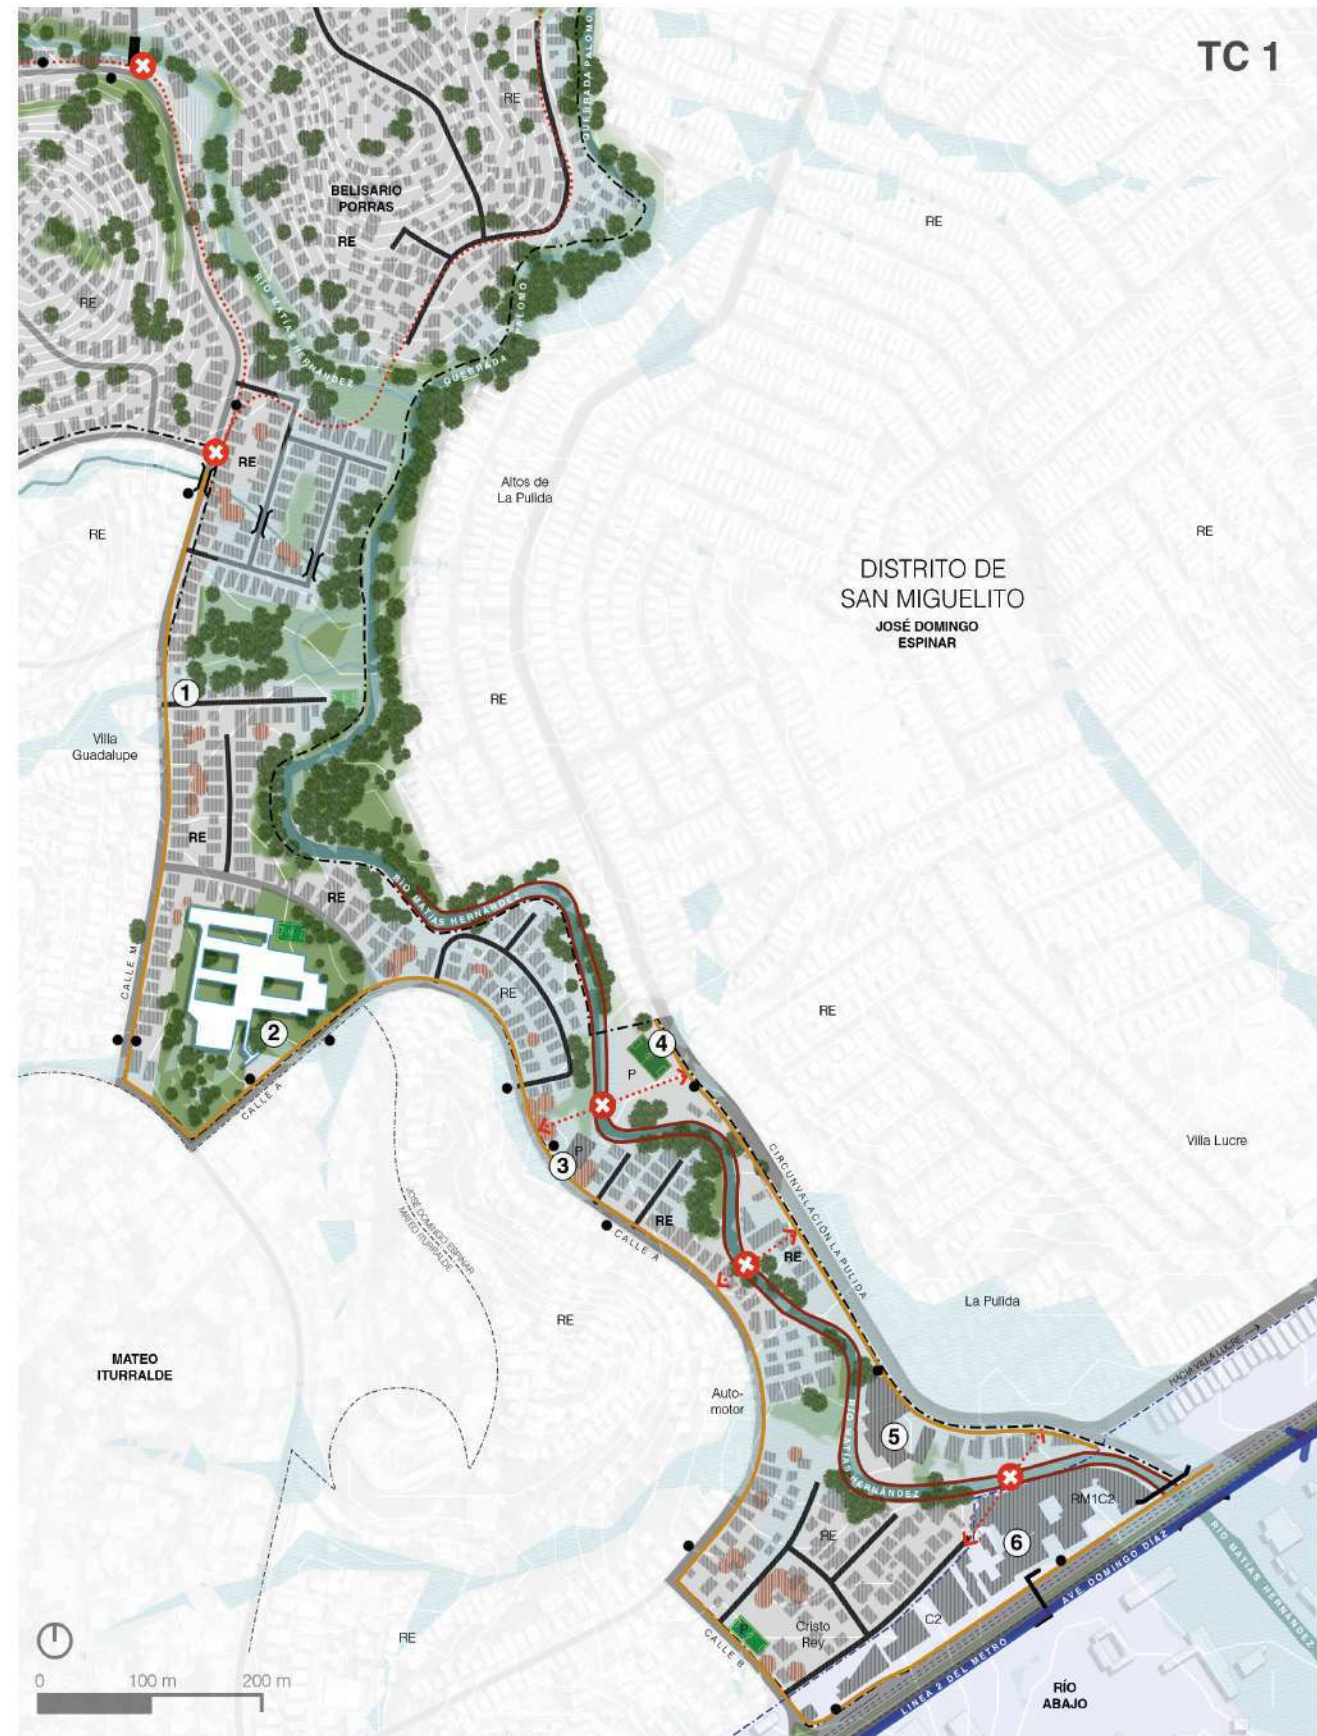 TC 1
QUEBRADA PALOMO
RE
BELISARIO
PORRAS
RE
RE
RE
RÍO MATÍAS HERNÁNDEZ
QUEBRADA PALOMO
RE
Altos de
La Pulida
RE
RE
DISTRITO DE
SAN MIGUELITO
JOSÉ DOMINGO
ESPINAR
1
RE
Villa
Guadalupe
RE
RE
RÍO MATÍAS HERNÁNDEZ
CALLE M
RE
RE
2
4
P
CALLE A
3
P
CIRCUNVALACIÓN LA PULIDA
Villa Lucre
JOSÉ DOMINGO ESPINAR
MATEO ITURRALDE
RE
CALLE A
RE
La Pulida
RE
HACIA VILLA LUCRE
MATEO
ITURRALDE
Auto-
motor
5
RÍO MATÍAS HERNÁNDEZ
RM1C2
RE
6
RÍO MATÍAS HERNÁNDEZ
AVE. DOMINGO DÍAZ
C2
Cristo
Rey
P
RE
CALLE B
LINEA 2 DEL METRO
RÍO
ABAJO
0 100 m 200 m